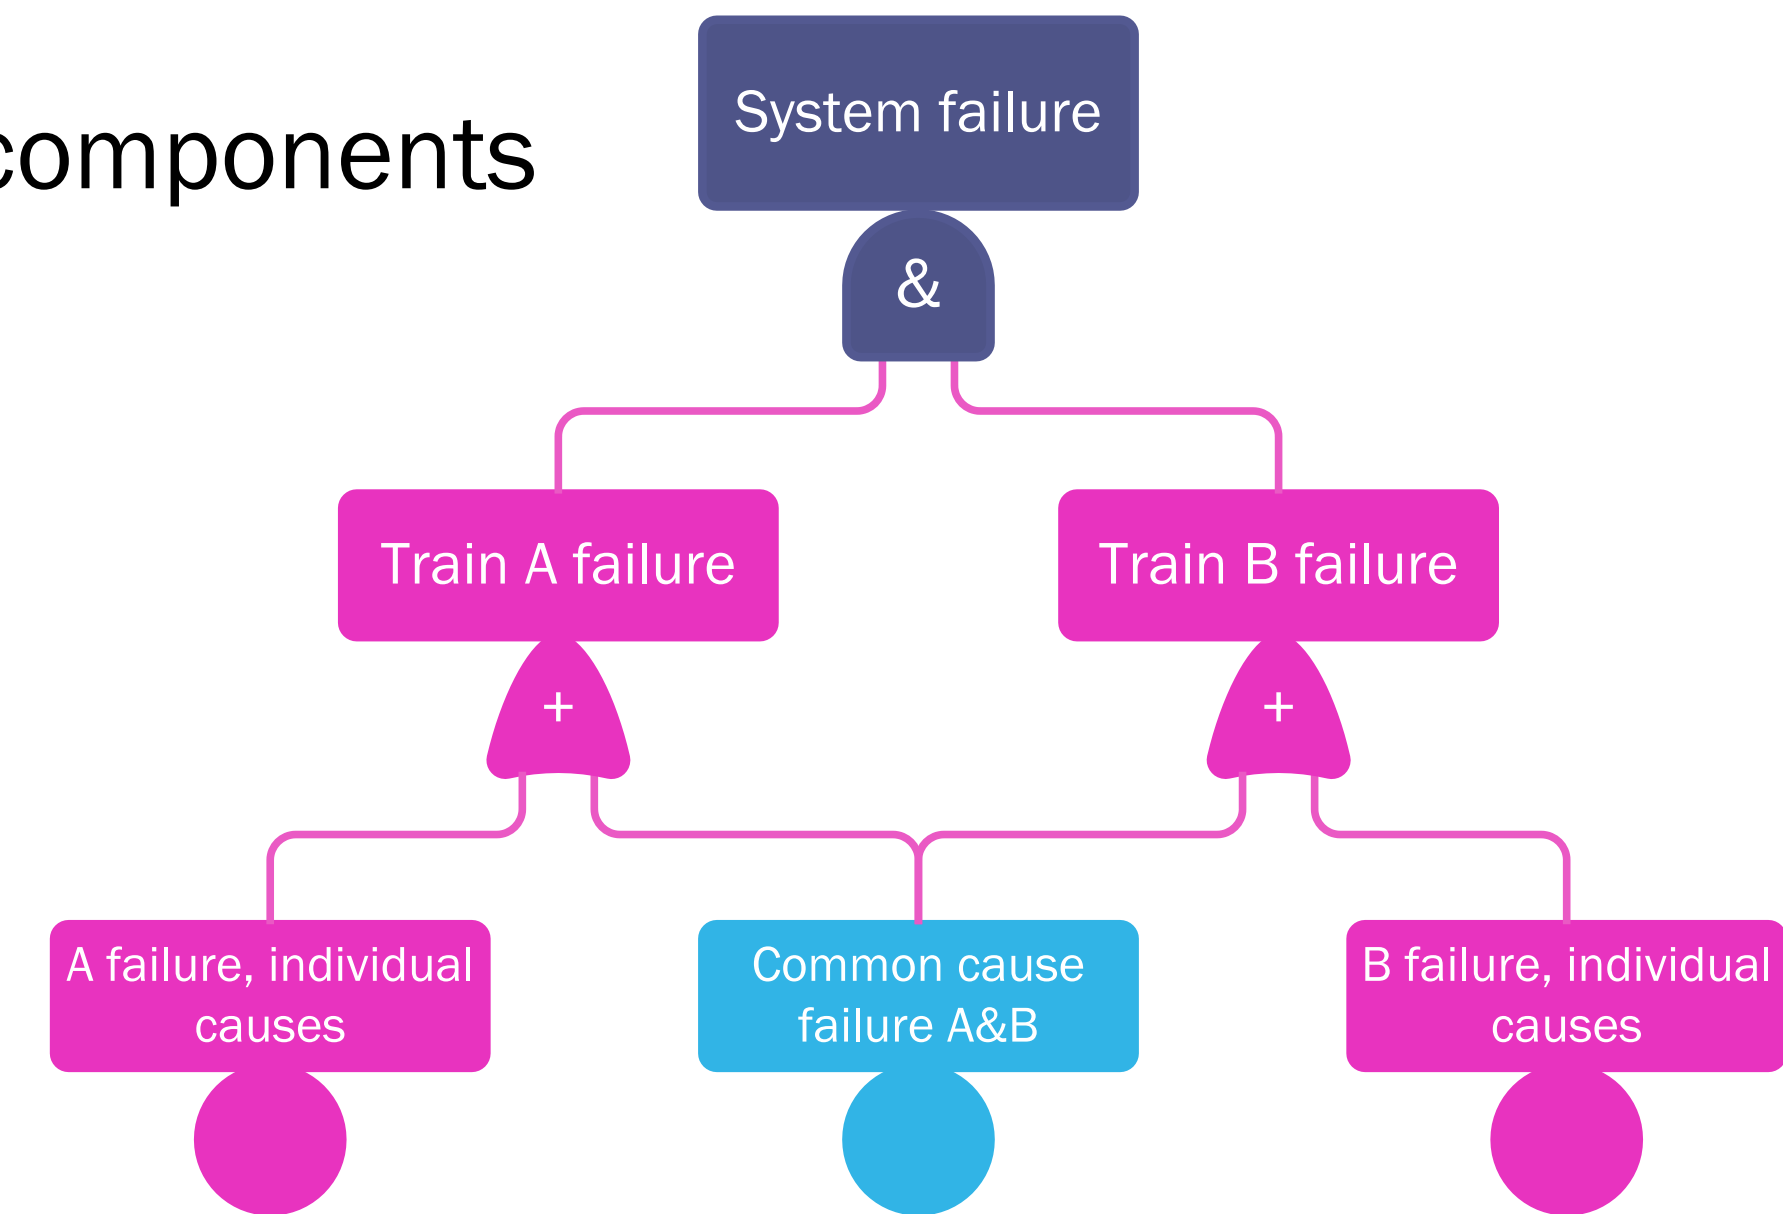 components
System failure
&
Train A failure
Train B failure
+
+
A failure, individual
causes
Common cause
failure A&B
B failure, individual
causes